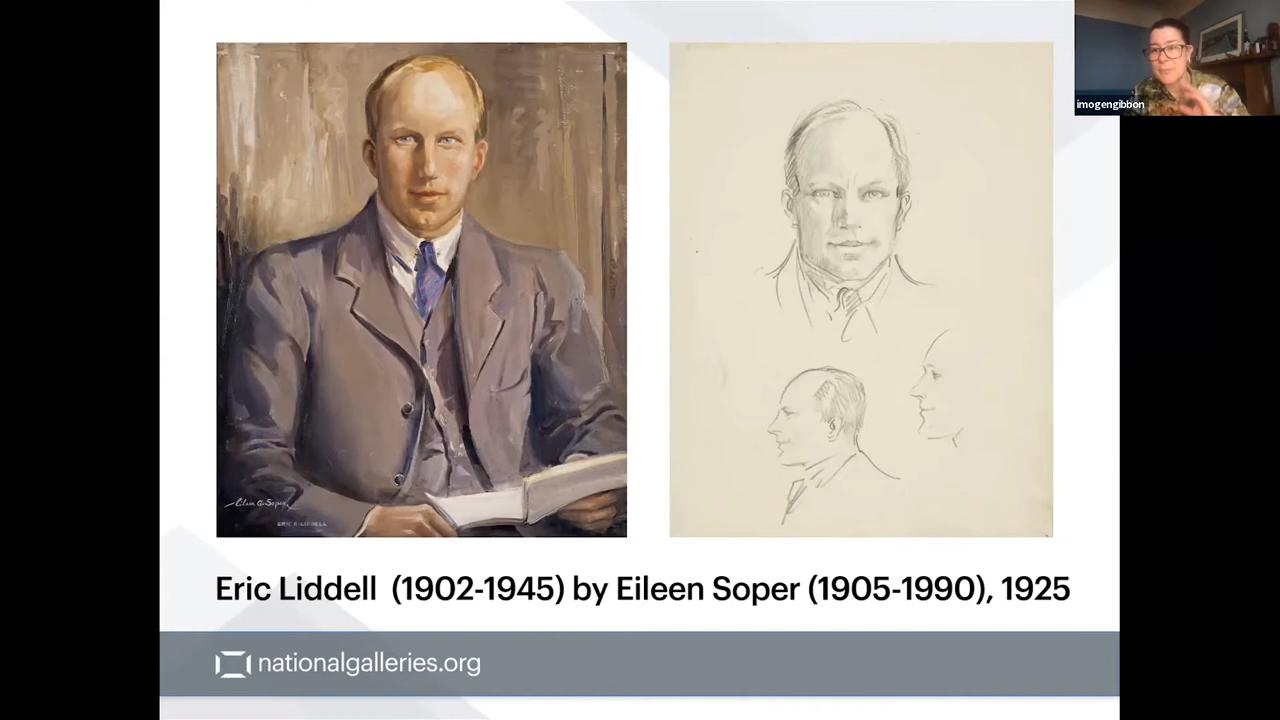 imogengibbon
Eileen A. Soper.
ERIC H. LIDDELL
Eric Liddell (1902-1945) by Eileen Soper (1905-1990), 1925
nationalgalleries.org